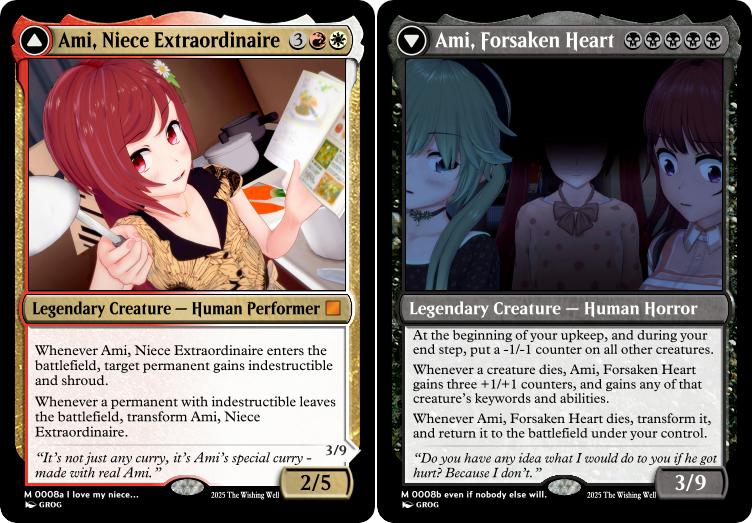 Ami, Niece Extraordinaire 3
Legendary Creature — Human Performer
Whenever Ami, Niece Extraordinaire enters the
battlefield, target permanent gains indestructible
and shroud.
Whenever a permanent with indestructible leaves
the battlefield, transform Ami, Niece
Extraordinaire.
3/9
“It's not just any curry, it's Ami's special curry -
made with real Ami.”
2/5
M 0008a I love my niece...
2025 The Wishing Well
GROG
Ami, Forsaken Heart
Legendary Creature — Human Horror
At the beginning of your upkeep, and during your
end step, put a -1/-1 counter on all other creatures.
Whenever a creature dies, Ami, Forsaken Heart
gains three +1/+1 counters, and gains any of that
creature's keywords and abilities.
Whenever Ami, Forsaken Heart dies, transform it,
and return it to the battlefield under your control.
“Do you have any idea what I would do to you if he got
hurt? Because I don't.”
3/9
M 0008b even if nobody else will.
2025 The Wishing Well
GROG